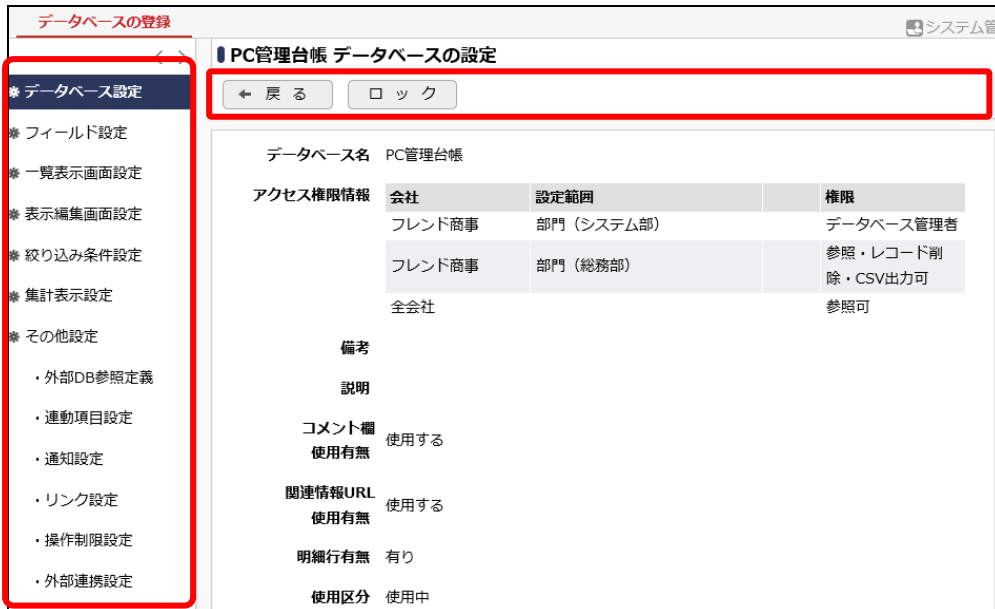 データベースの登録
システム管
< >
PC管理台帳 データベースの設定
データベース設定
戻 る
ロ ッ ク
フィールド設定
一覧表示画面設定
表示編集画面設定
絞り込み条件設定
集計表示設定
その他設定
・外部DB参照定義
・連動項目設定
・通知設定
・リンク設定
・操作制限設定
・外部連携設定
データベース名 PC管理台帳
アクセス権限情報 会社 設定範囲 権限
フレンド商事 部門（システム部） データベース管理者
フレンド商事 部門（総務部） 参照・レコード削
除・CSV出力可
全会社 参照可
備考
説明
コメント欄
使用有無 使用する
関連情報URL
使用有無 使用する
明細行有無 有り
使用区分 使用中